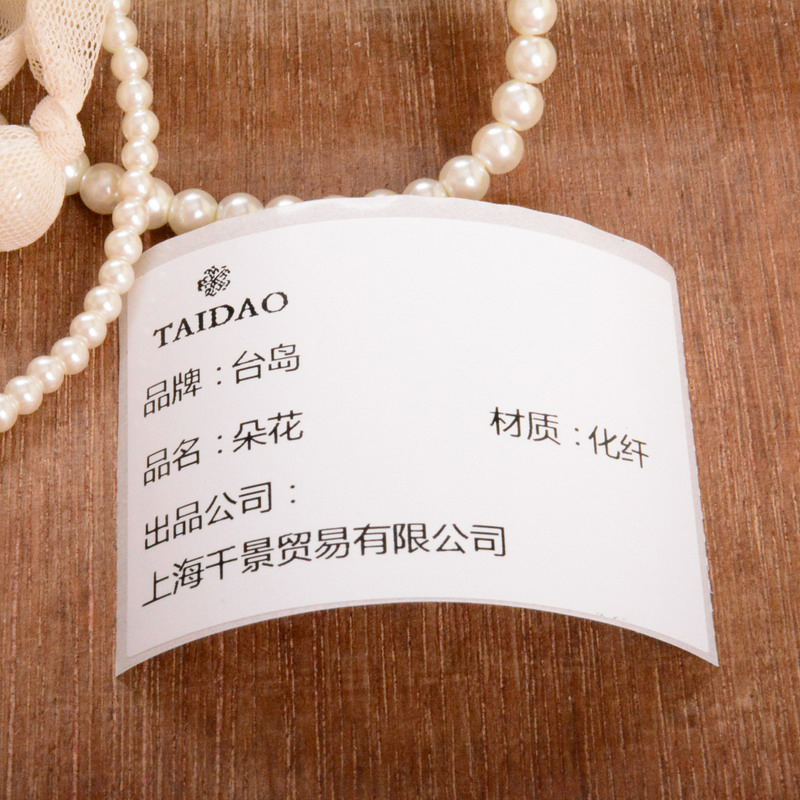 TAIDAO
品牌：台岛
品名：朵花 材质：化纤
出品公司：
上海千景贸易有限公司